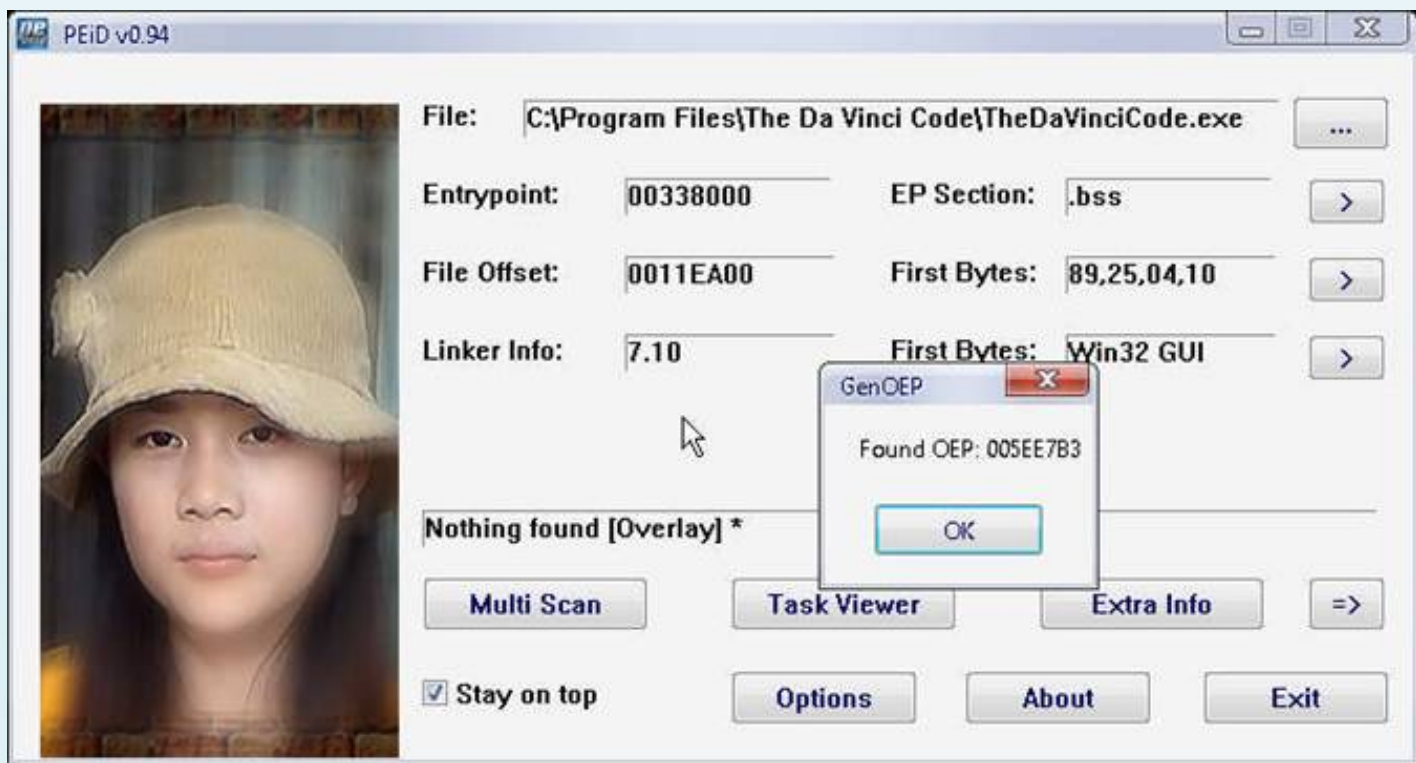 PEiD v0.94
File: C:\Program Files\The Da Vinci Code\TheDaVinciCode.exe ...
Entrypoint: 00338000 EP Section: .bss >
File Offset: 0011EA00 First Bytes: 89,25,04,10 >
Linker Info: 7.10 First Bytes: Win32 GUI >
GenOEP
Found OEP: 005EE7B3
OK
Nothing found [Overlay] *
Multi Scan Task Viewer Extra Info =>
Stay on top Options About Exit